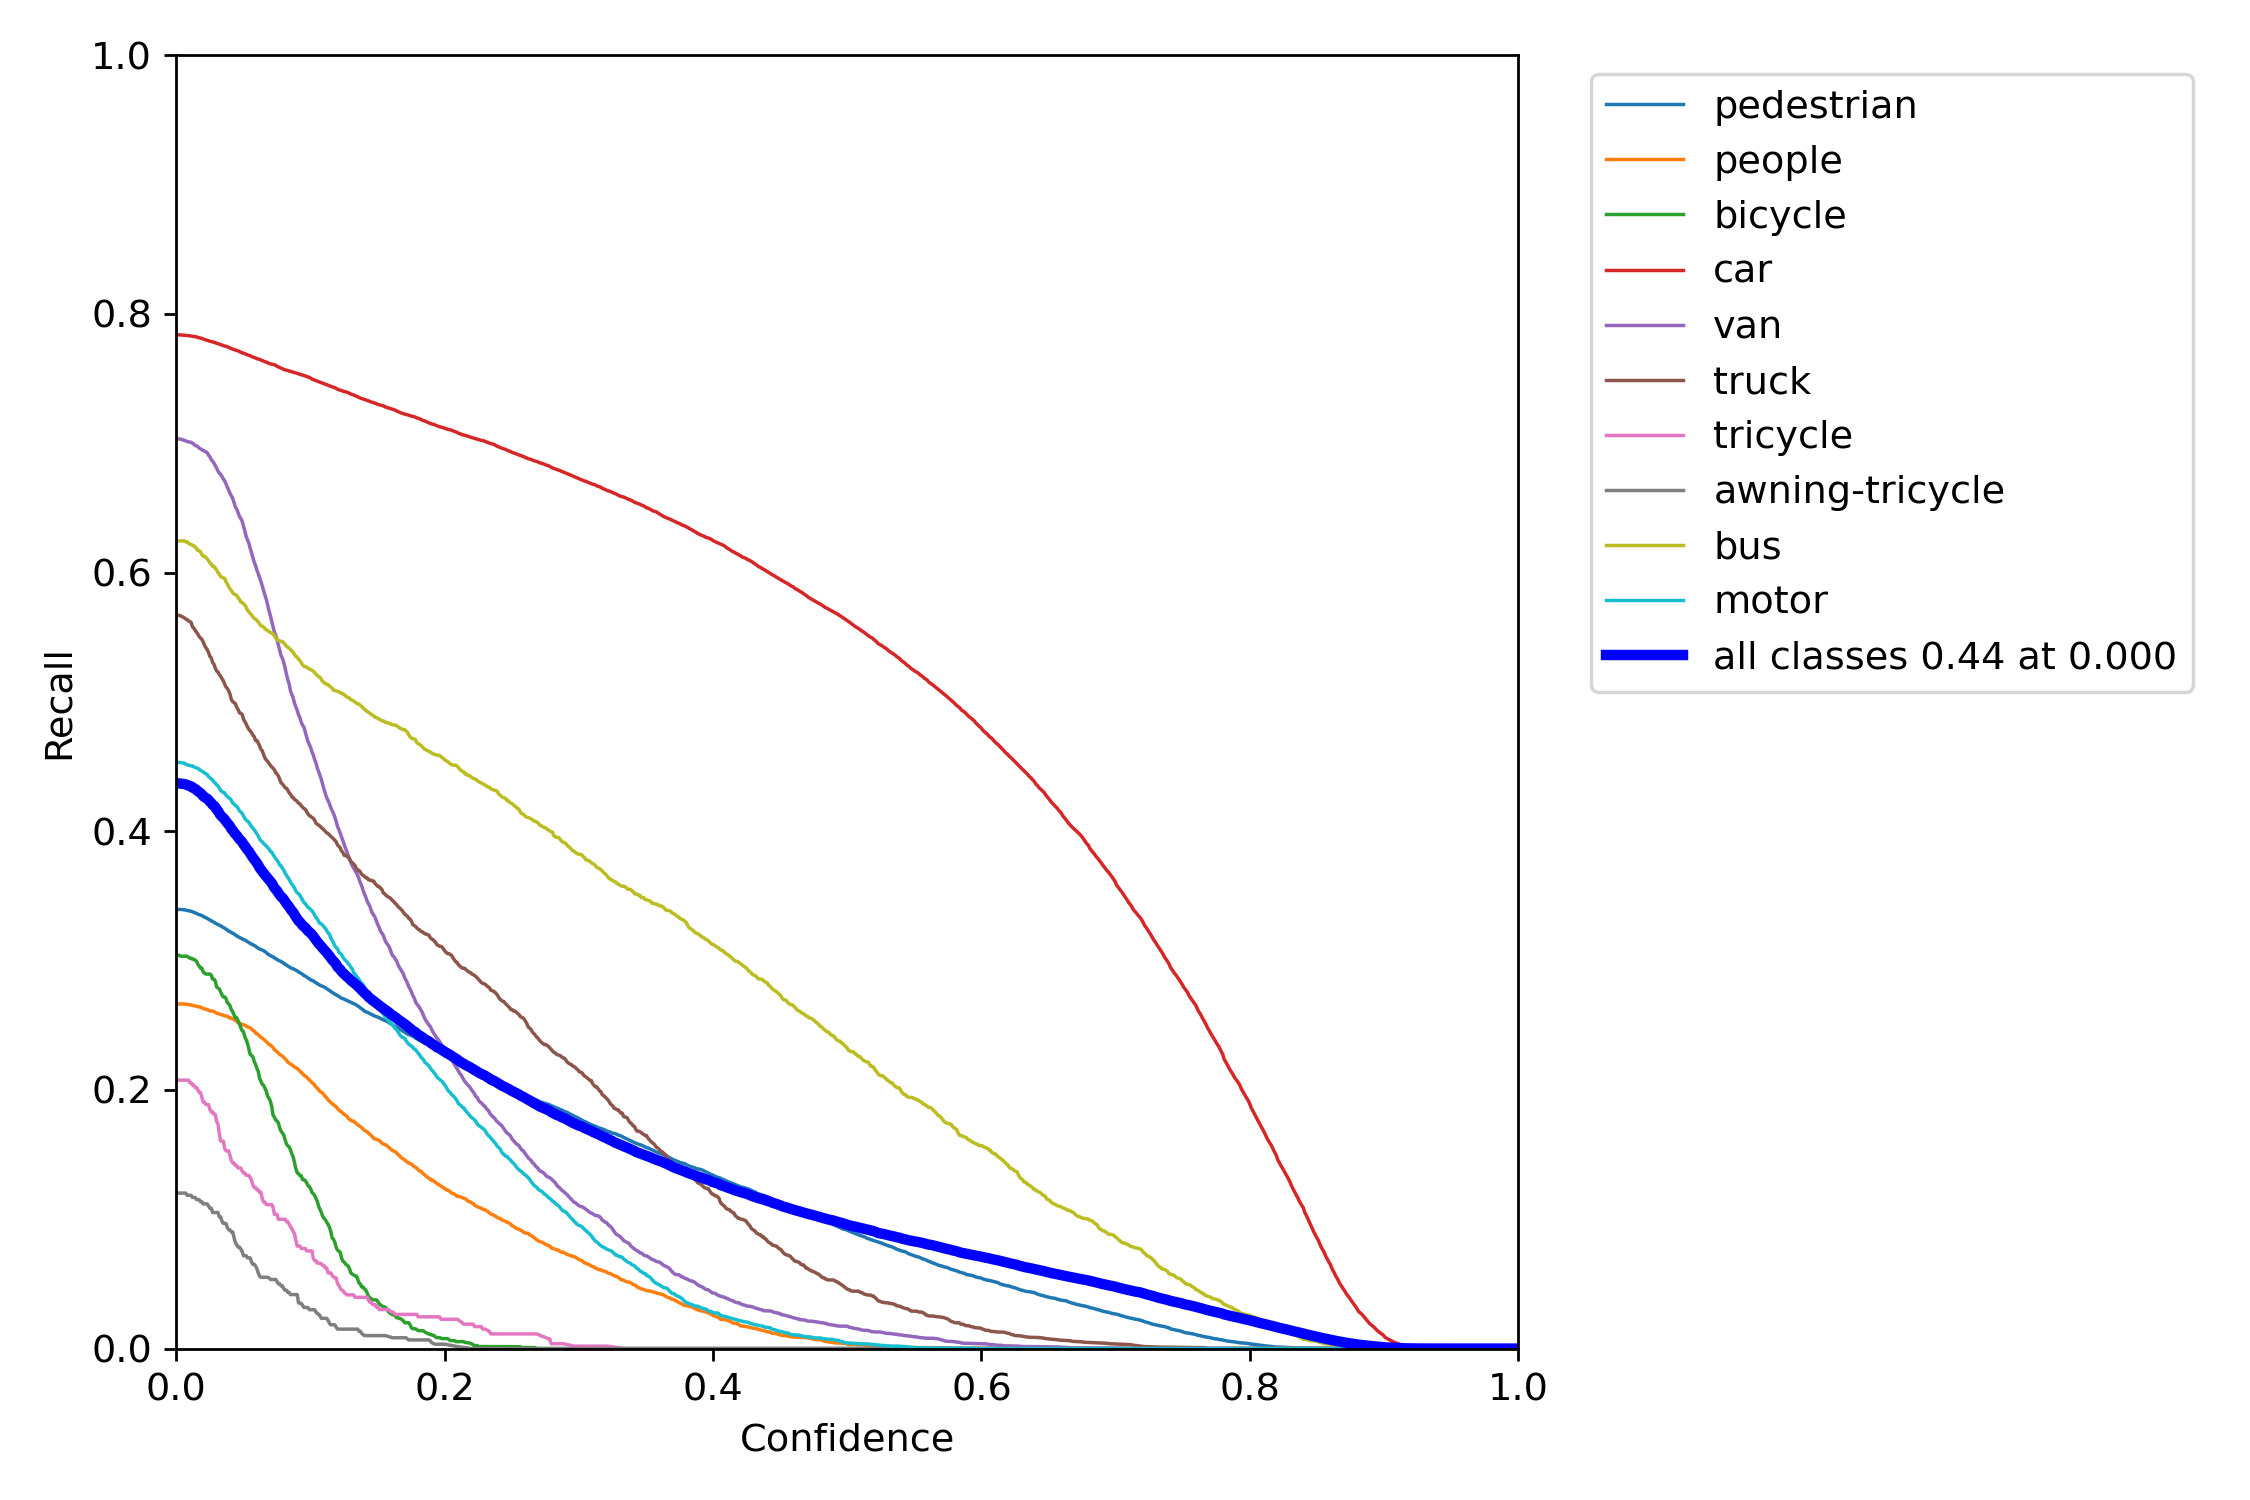 1.0
0.8
0.6
0.4
0.2
0.0
Recall
0.0 0.2 0.4 0.6 0.8 1.0
Confidence
pedestrian
people
bicycle
car
van
truck
tricycle
awning-tricycle
bus
motor
all classes 0.44 at 0.000